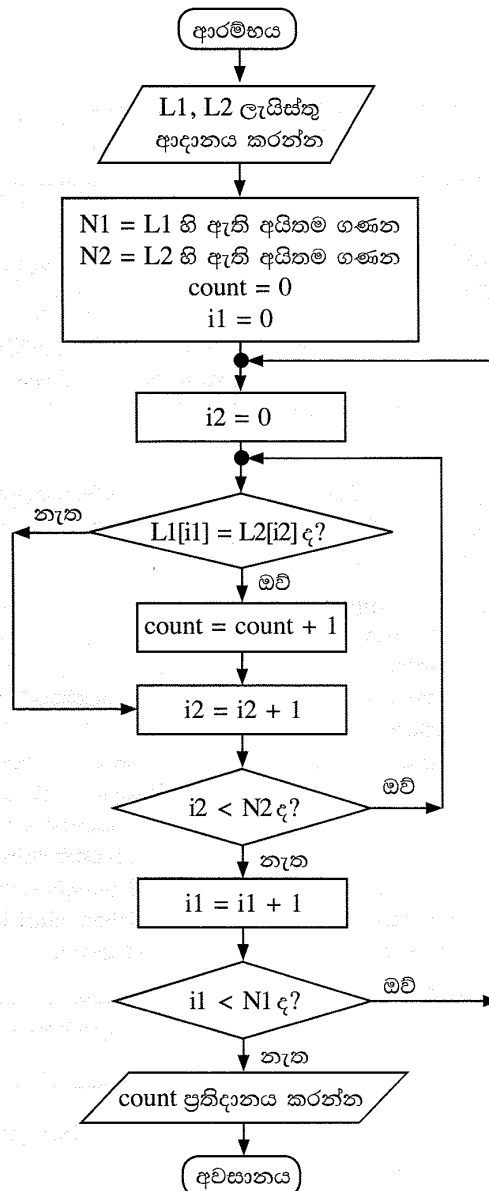 ආරම්භය
L1, L2 ලැයිස්තු
ආදානය කරන්න
N1 = L1 හි ඇති අයිතම ගණන
N2 = L2 හි ඇති අයිතම ගණන
count = 0
i1 = 0
i2 = 0
නැත
L1[i1] = L2[i2] ද?
ඔව්
count = count + 1
i2 = i2 + 1
i2 < N2 ද?
ඔව්
නැත
i1 = i1 + 1
i1 < N1 ද?
ඔව්
නැත
count ප්‍රතිදානය කරන්න
අවසානය